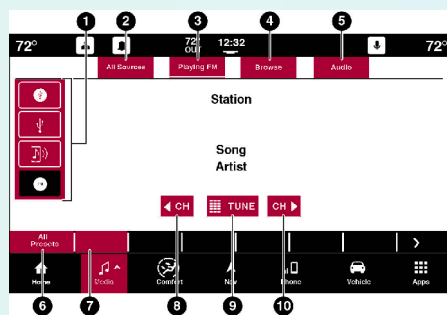 1 2 3 4 5
72° 72° OUT 12:32 72°
All Sources Playing FM Browse Audio
Station
Song
Artist
CH TUNE CH
All
Presets
Home Media Comfort Nav Phone Vehicle Apps
6 7 8 9 10